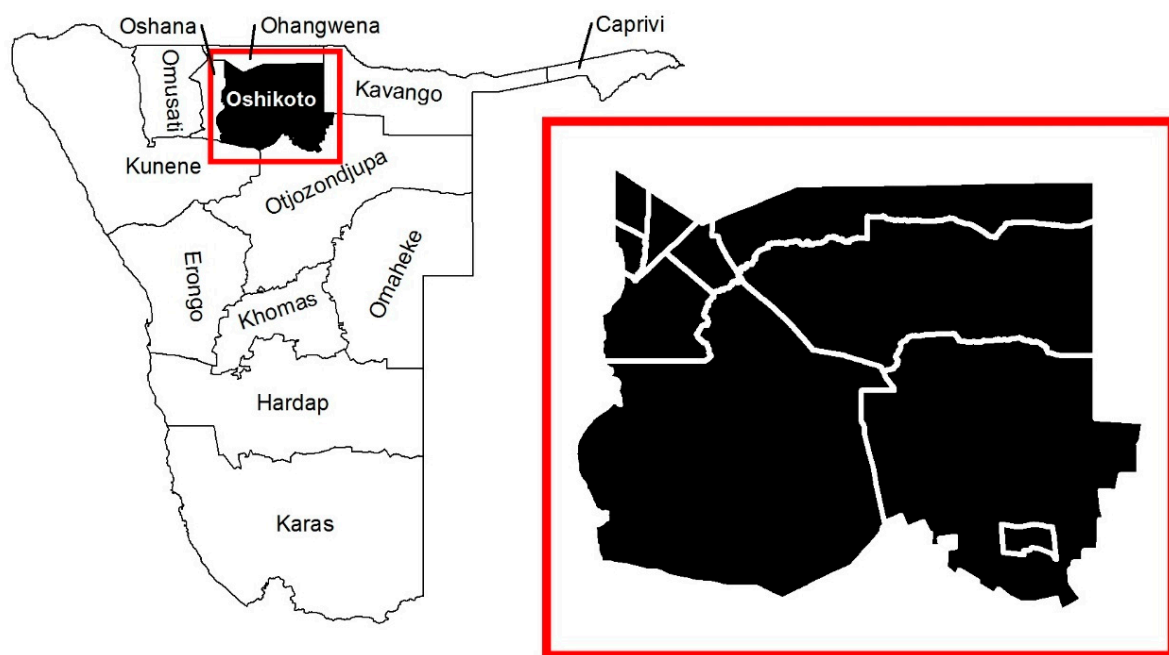 Oshana
Ohangwena
Caprivi
Omusati
Oshikoto
Kavango
Kunene
Otjozondjupa
Erongo
Khomas
Omaheke
Hardap
Karas